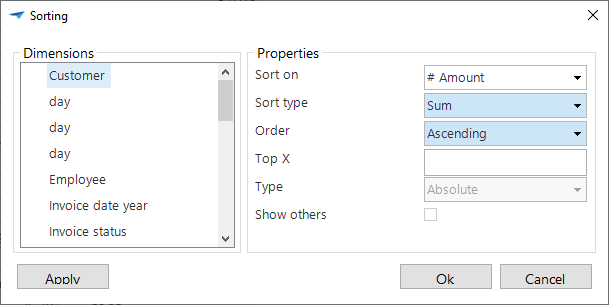 Sorting
Dimensions
Customer
day
day
day
Employee
Invoice date year
Invoice status
Properties
Sort on # Amount
Sort type Sum
Order Ascending
Top X
Type Absolute
Show others
Apply Ok Cancel